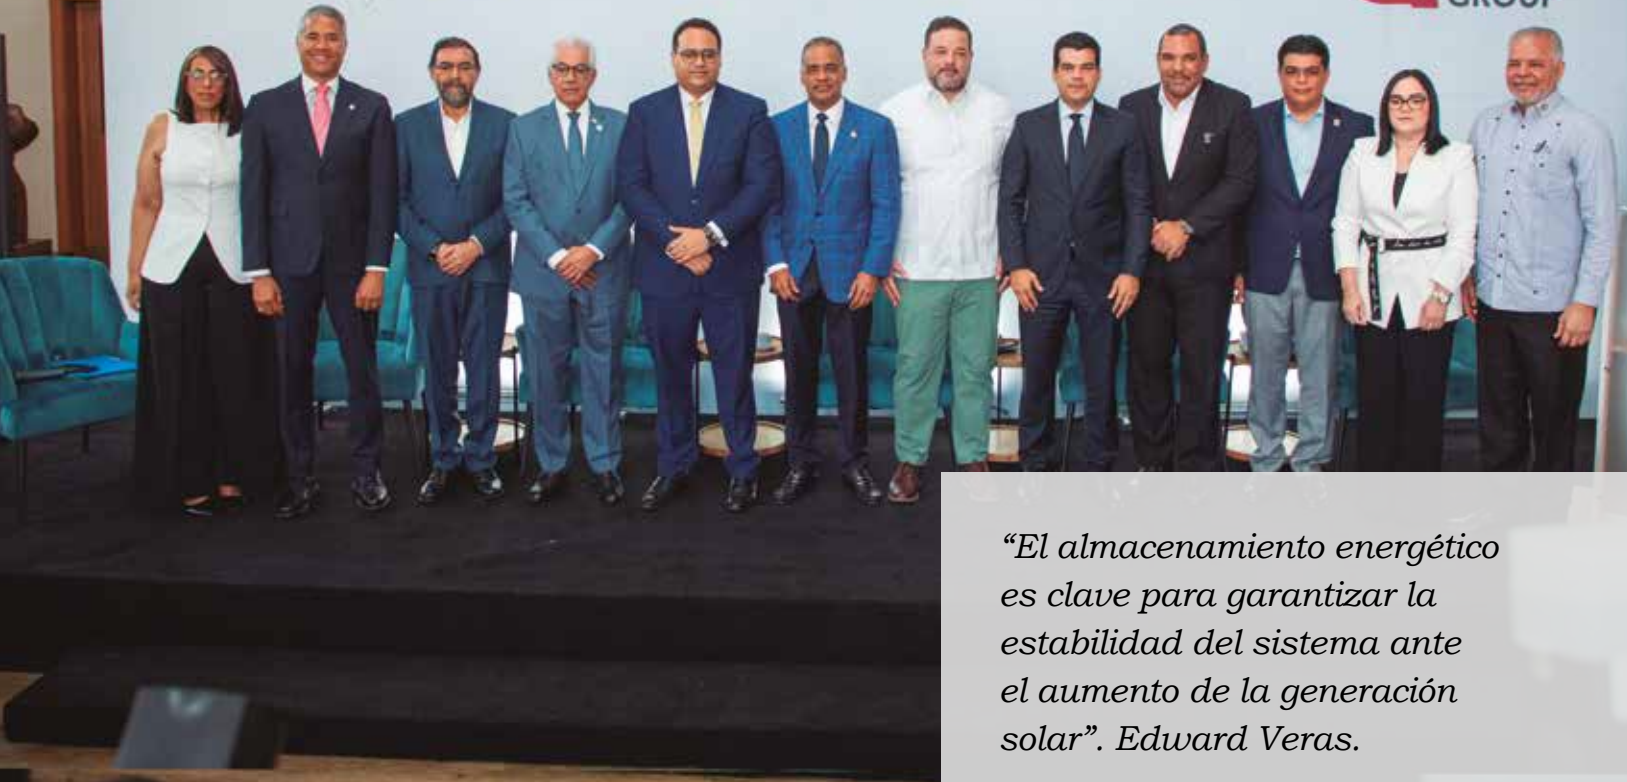 GROUP
“El almacenamiento energético
es clave para garantizar la
estabilidad del sistema ante
el aumento de la generación
solar”. Edward Veras.